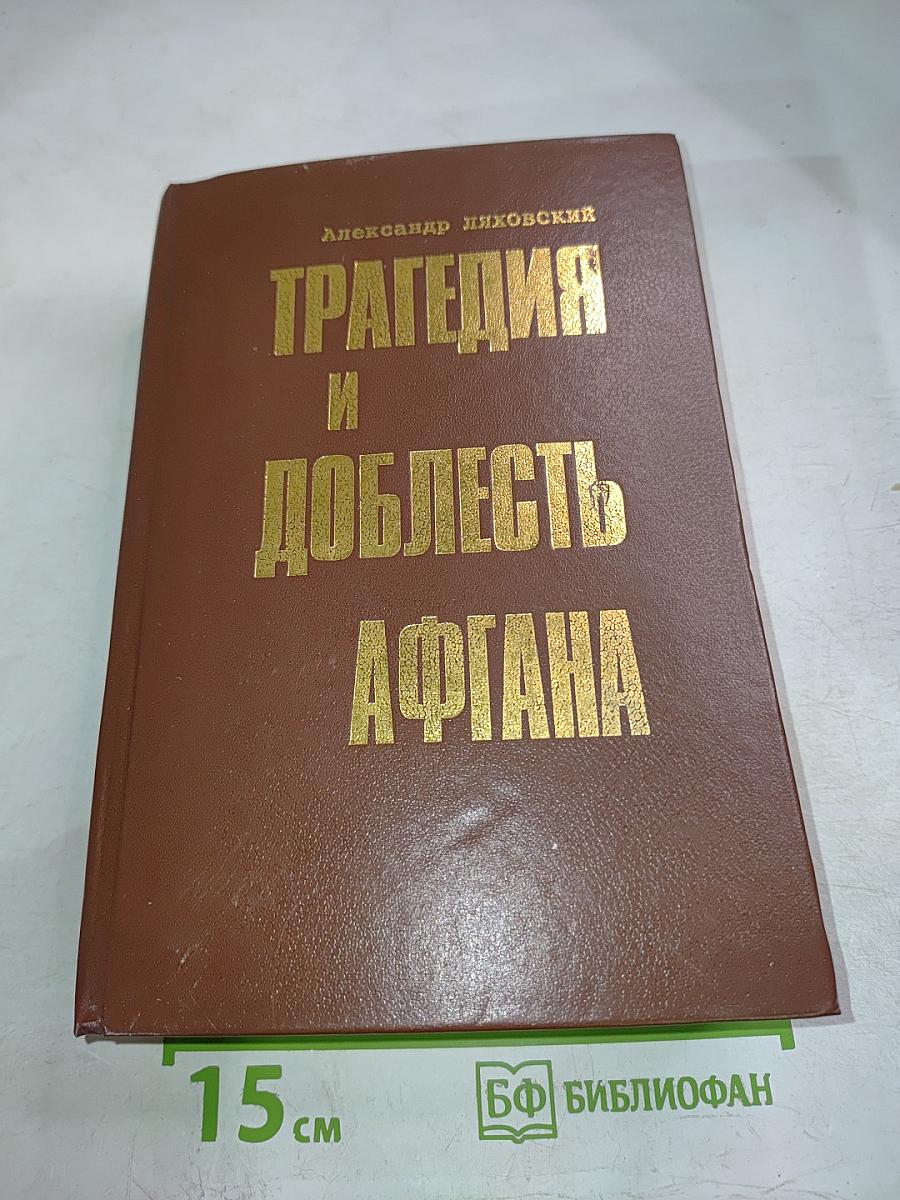 Александр ЛЯХОВСКИЙ
ТРАГЕДИЯ
И
ДОБЛЕСТЬ
АФГАНА
15 см
БФ БИБЛИОФАН